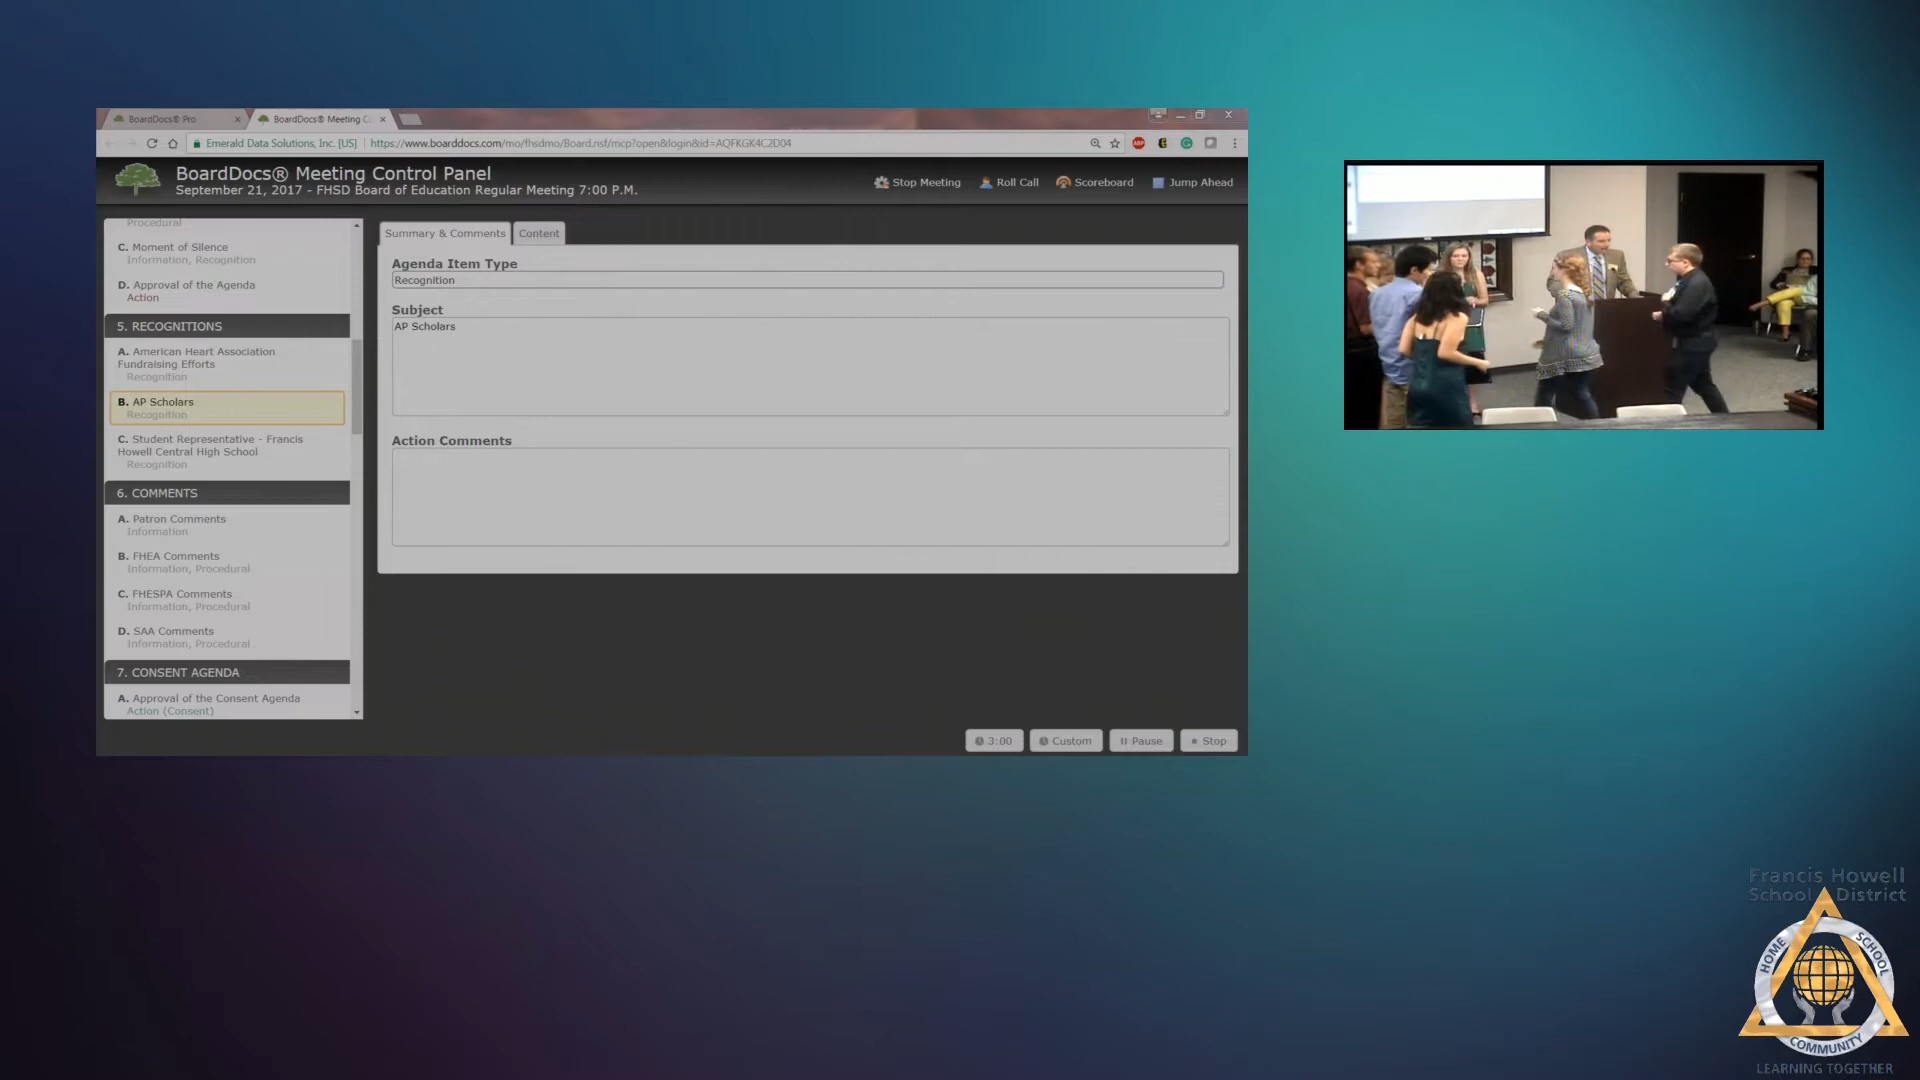 BoardDocs® Pro
BoardDocs® Meeting C
Emerald Data Solutions, Inc. [US]
https://www.boarddocs.com/mo/fhsdmo/Board.nsf/mcp?open&login&id=AQFKGK4C2D04
BoardDocs® Meeting Control Panel
September 21, 2017 - FHSD Board of Education Regular Meeting 7:00 P.M.
Stop Meeting
Roll Call
Scoreboard
Jump Ahead
Procedural
C. Moment of Silence
Information, Recognition
D. Approval of the Agenda
Action
5. RECOGNITIONS
A. American Heart Association
Fundraising Efforts
Recognition
B. AP Scholars
Recognition
C. Student Representative - Francis
Howell Central High School
Recognition
6. COMMENTS
A. Patron Comments
Information
B. FHEA Comments
Information, Procedural
C. FHESPA Comments
Information, Procedural
D. SAA Comments
Information, Procedural
7. CONSENT AGENDA
A. Approval of the Consent Agenda
Action (Consent)
Summary & Comments
Content
Agenda Item Type
Recognition
Subject
AP Scholars
Action Comments
3:00
Custom
Pause
Stop
Francis Howell
School District
HOME
SCHOOL
COMMUNITY
LEARNING TOGETHER